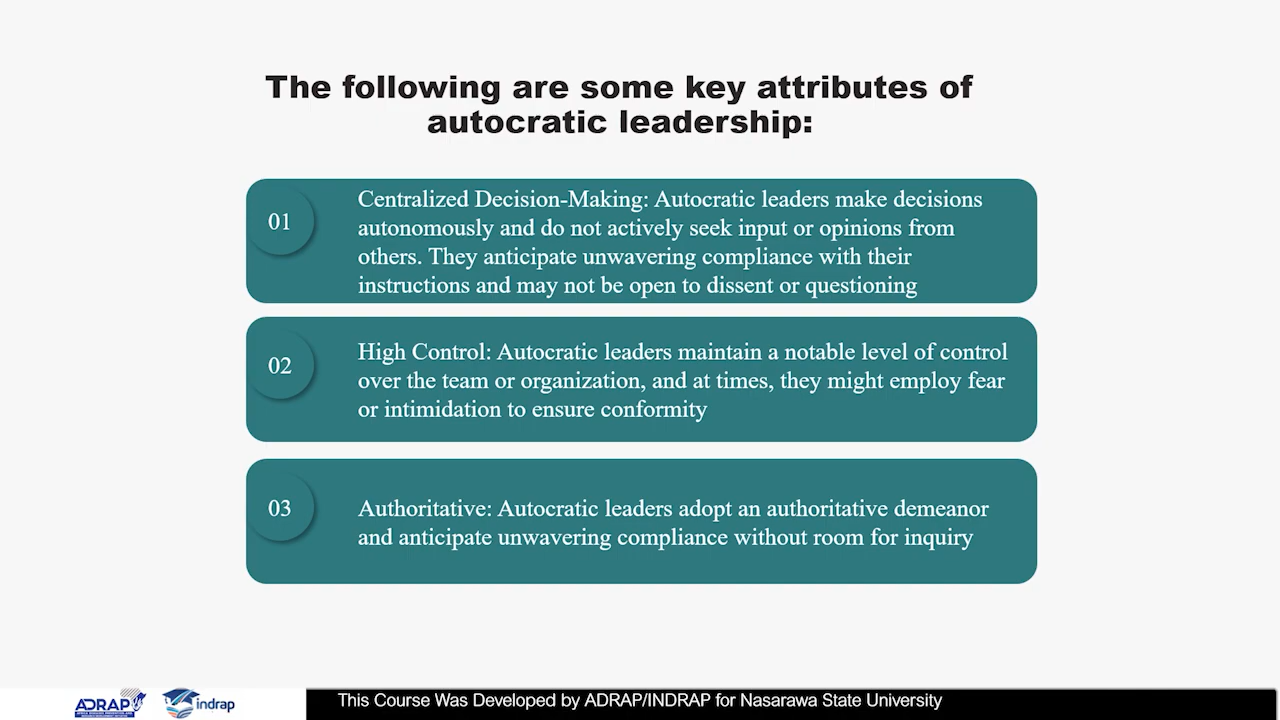 The following are some key attributes of
autocratic leadership:
01
Centralized Decision-Making: Autocratic leaders make decisions
autonomously and do not actively seek input or opinions from
others. They anticipate unwavering compliance with their
instructions and may not be open to dissent or questioning
02
High Control: Autocratic leaders maintain a notable level of control
over the team or organization, and at times, they might employ fear
or intimidation to ensure conformity
03
Authoritative: Autocratic leaders adopt an authoritative demeanor
and anticipate unwavering compliance without room for inquiry
ADRAP
indrap
This Course Was Developed by ADRAP/INDRAP for Nasarawa State University